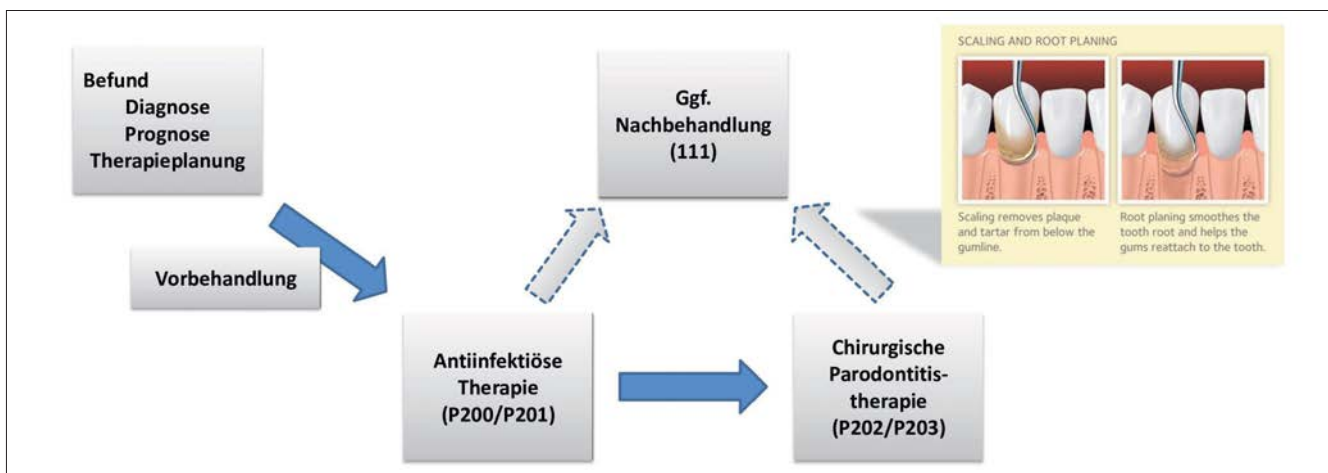 Befund
Diagnose
Prognose
Therapieplanung
Vorbehandlung
Antiinfektiöse
Therapie
(P200/P201)
Ggf.
Nachbehandlung
(111)
Chirurgische
Parodontitis-
therapie
(P202/P203)
SCALING AND ROOT PLANING
Scaling removes plaque
and tartar from below the
gumline.
Root planing smoothes the
tooth root and helps the
gums reattach to the tooth.